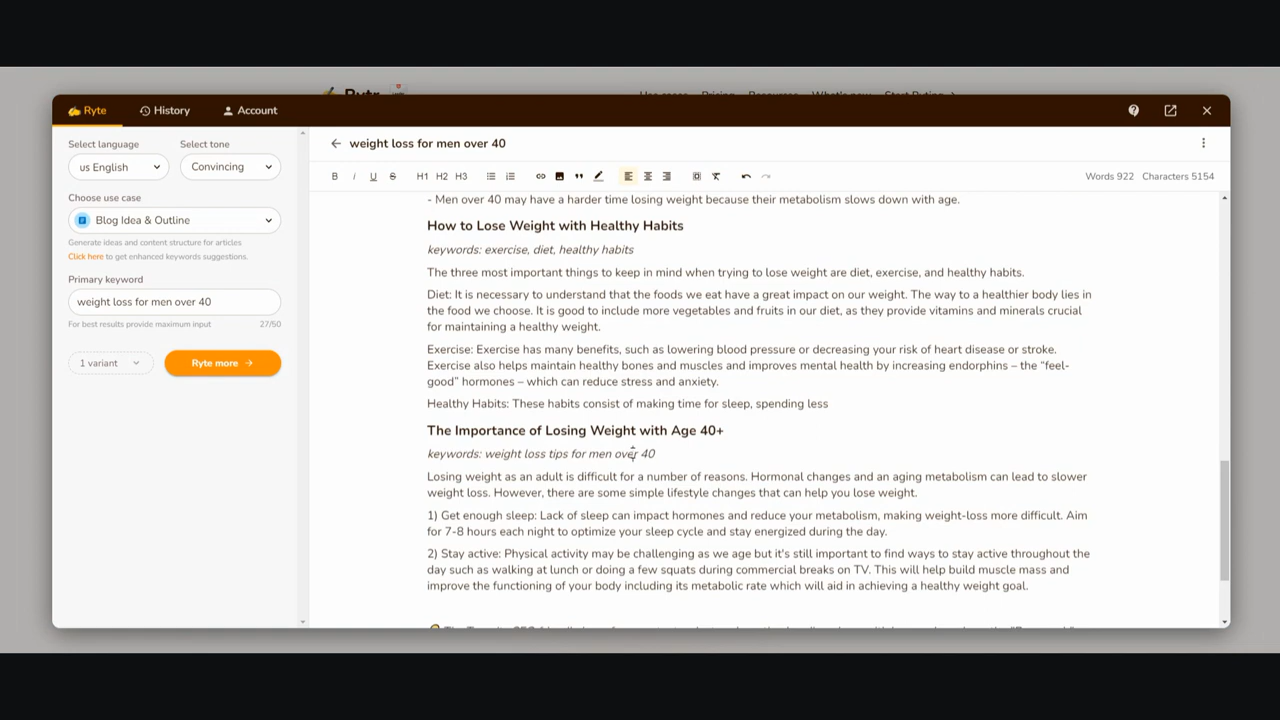 Rytr
Use cases Pricing Resources What's new Start Ryting
Ryte History Account
Select language Select tone
us English Convincing
Choose use case
Blog Idea & Outline
Generate ideas and content structure for articles
Click here to get enhanced keywords suggestions.
Primary keyword
weight loss for men over 40
For best results provide maximum input 27/50
1 variant Ryte more
weight loss for men over 40
B I U S H1 H2 H3 Words 922 Characters 5154
- Men over 40 may have a harder time losing weight because their metabolism slows down with age.
How to Lose Weight with Healthy Habits
keywords: exercise, diet, healthy habits
The three most important things to keep in mind when trying to lose weight are diet, exercise, and healthy habits.
Diet: It is necessary to understand that the foods we eat have a great impact on our weight. The way to a healthier body lies in
the food we choose. It is good to include more vegetables and fruits in our diet, as they provide vitamins and minerals crucial
for maintaining a healthy weight.
Exercise: Exercise has many benefits, such as lowering blood pressure or decreasing your risk of heart disease or stroke.
Exercise also helps maintain healthy bones and muscles and improves mental health by increasing endorphins – the “feel-
good” hormones – which can reduce stress and anxiety.
Healthy Habits: These habits consist of making time for sleep, spending less
The Importance of Losing Weight with Age 40+
keywords: weight loss tips for men over 40
Losing weight as an adult is difficult for a number of reasons. Hormonal changes and an aging metabolism can lead to slower
weight loss. However, there are some simple lifestyle changes that can help you lose weight.
1) Get enough sleep: Lack of sleep can impact hormones and reduce your metabolism, making weight-loss more difficult. Aim
for 7-8 hours each night to optimize your sleep cycle and stay energized during the day.
2) Stay active: Physical activity may be challenging as we age but it's still important to find ways to stay active throughout the
day such as walking at lunch or doing a few squats during commercial breaks on TV. This will help build muscle mass and
improve the functioning of your body including its metabolic rate which will aid in achieving a healthy weight goal.